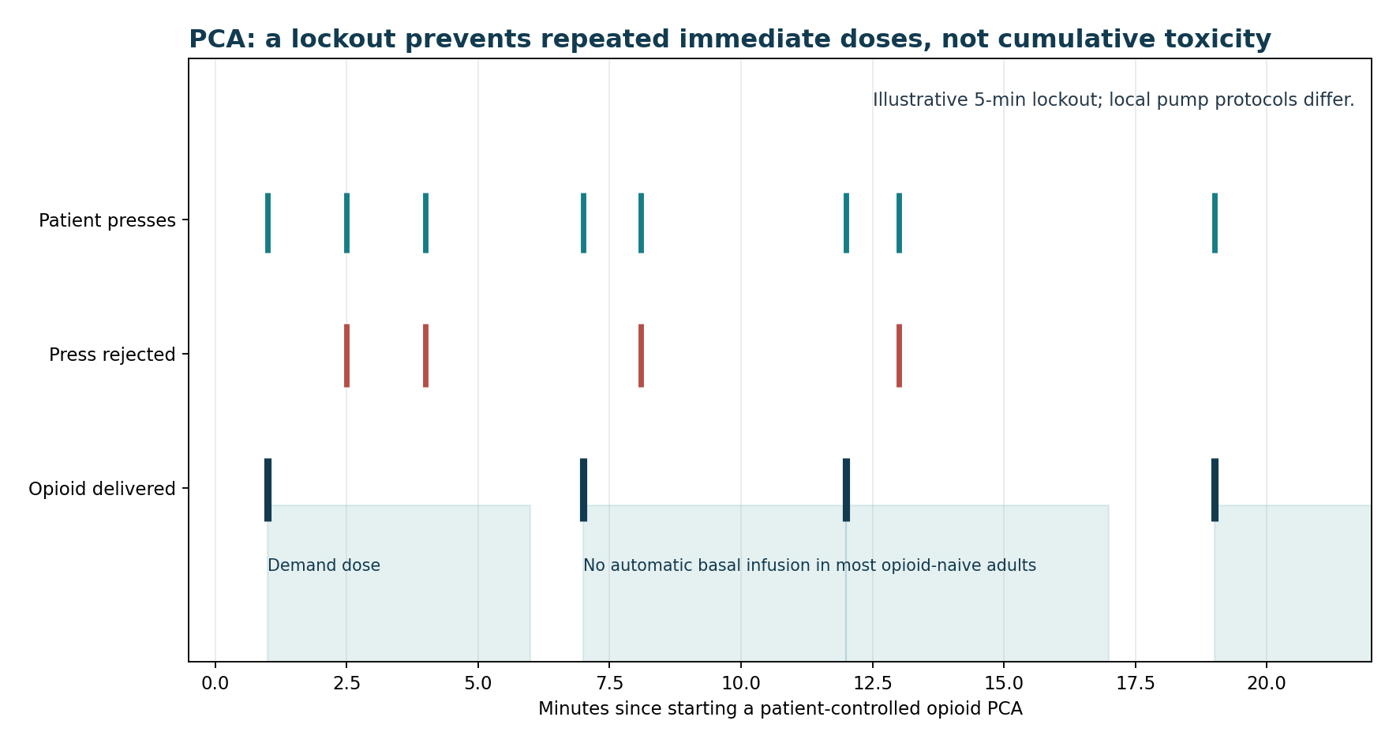 PCA: a lockout prevents repeated immediate doses, not cumulative toxicity
Illustrative 5-min lockout; local pump protocols differ.
Patient presses
Press rejected
Opioid delivered
Demand dose
No automatic basal infusion in most opioid-naive adults
0.0
2.5
5.0
7.5
10.0
12.5
15.0
17.5
20.0
Minutes since starting a patient-controlled opioid PCA